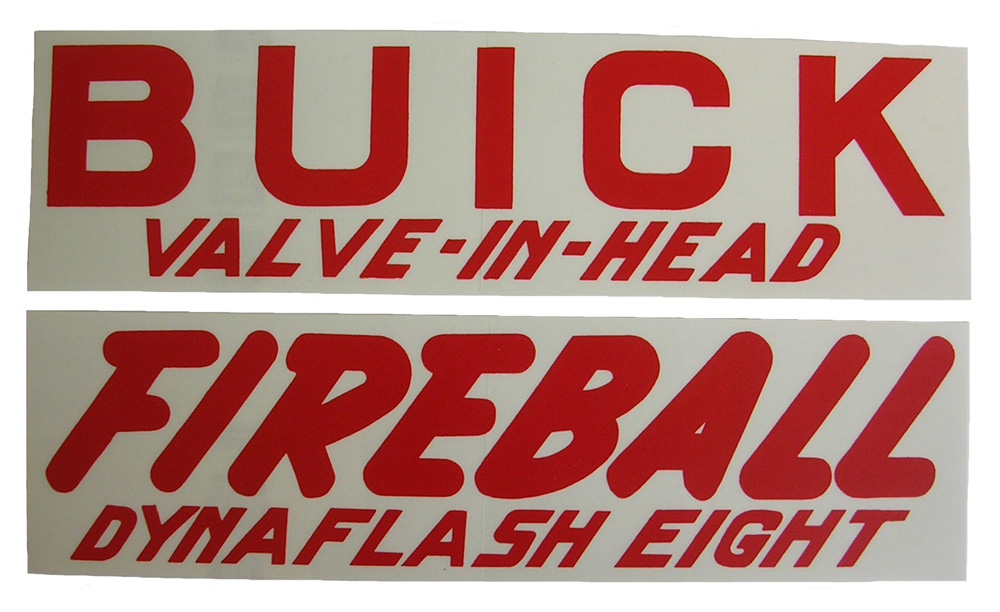 BUICK
VALVE-IN-HEAD
FIREBALL
DYNAFLASH EIGHT